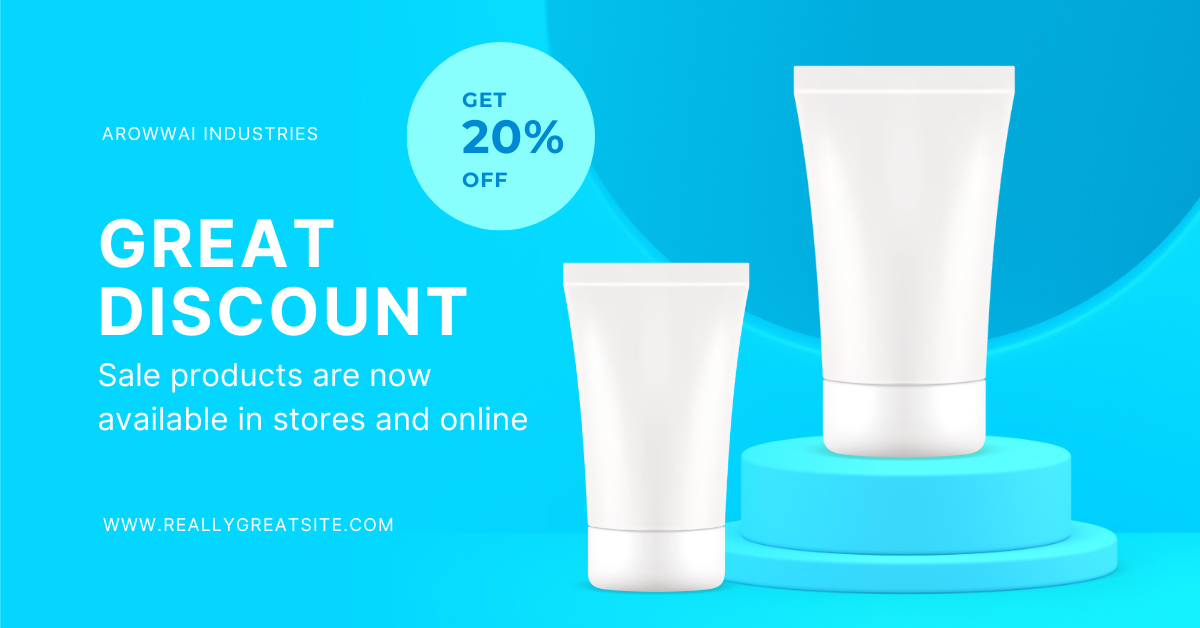 AROWWAI INDUSTRIES
GET
20%
OFF
GREAT
DISCOUNT
Sale products are now
available in stores and online
WWW.REALLYGREATSITE.COM